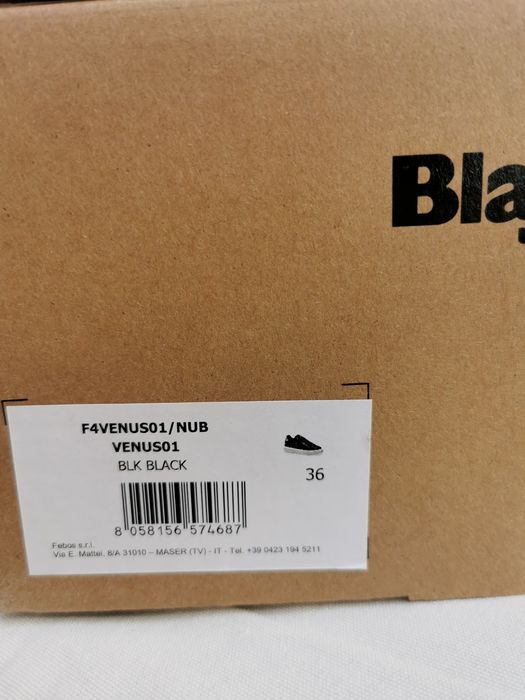 Bla
F4VENUS01/NUB
VENUS01
BLK BLACK
36
8 058156 574687
Febos s.r.l.
Via E. Mattei, 8/A 31010 – MASER (TV) - IT - Tel. +39 0423 194 5211